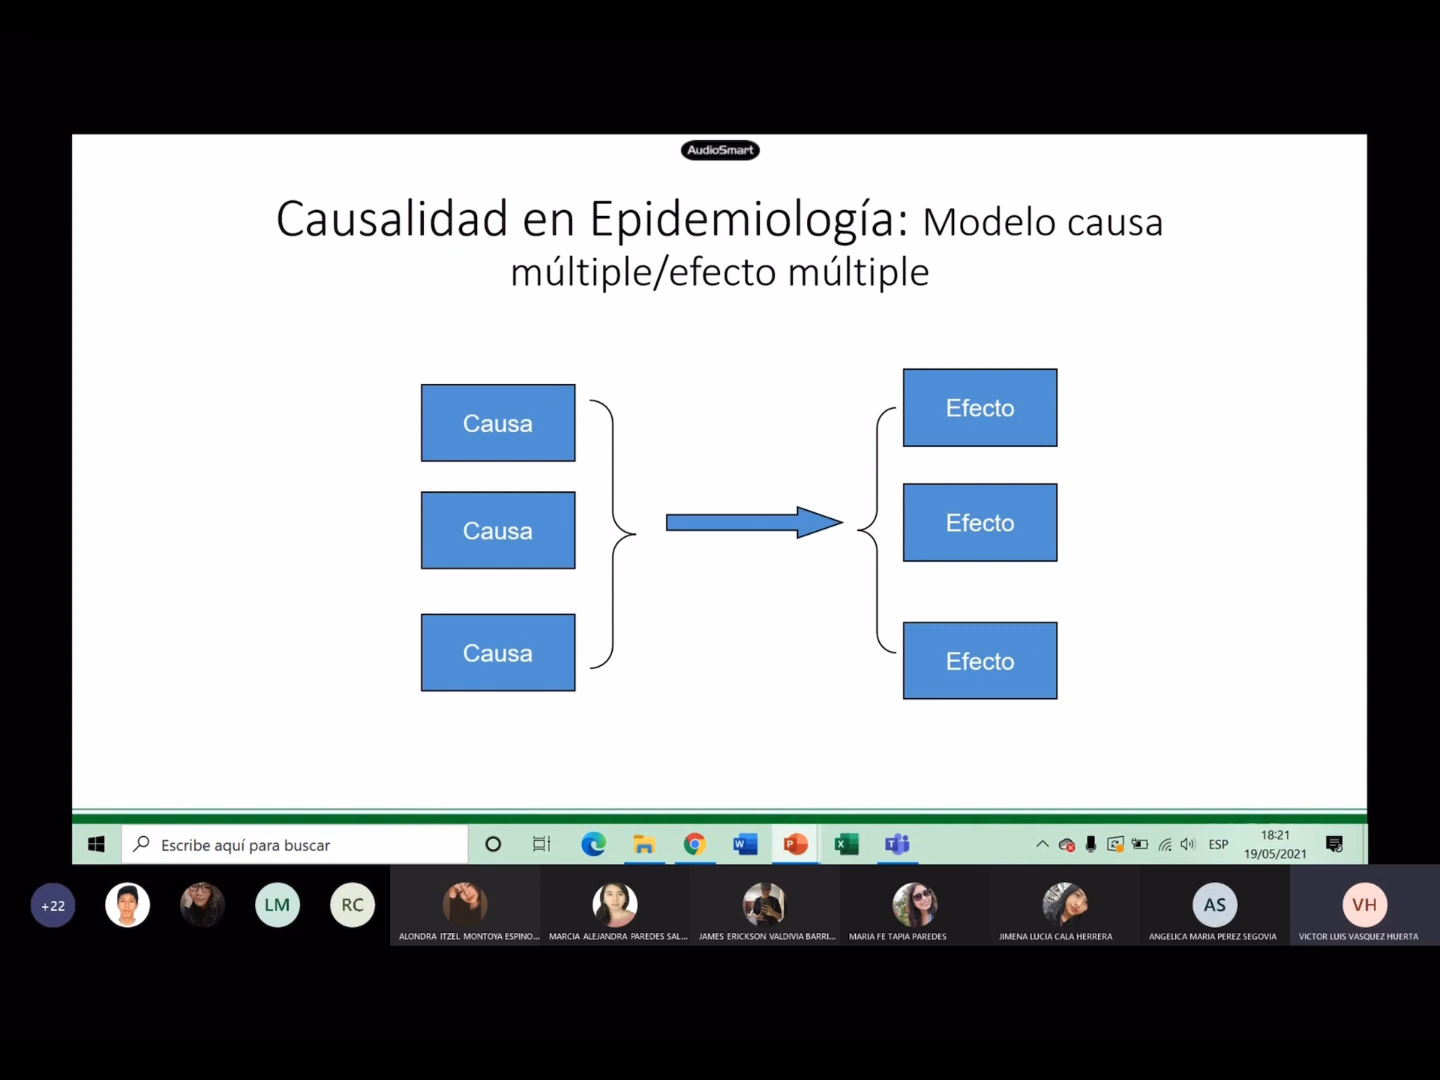 AudioSmart
Causalidad en Epidemiología: Modelo causa
múltiple/efecto múltiple
Causa
Efecto
Causa
Efecto
Causa
Efecto
Escribe aquí para buscar
ESP
18:21
19/05/2021
+22
LM
RC
AS
VH
ALONDRA ITZEL MONTOYA ESPINO...
MARCIA ALEJANDRA PAREDES SAL...
JAMES ERICKSON VALDIVIA BARRI...
MARIA FE TAPIA PAREDES
JIMENA LUCIA CALA HERRERA
ANGELICA MARIA PEREZ SEGOVIA
VICTOR LUIS VASQUEZ HUERTA